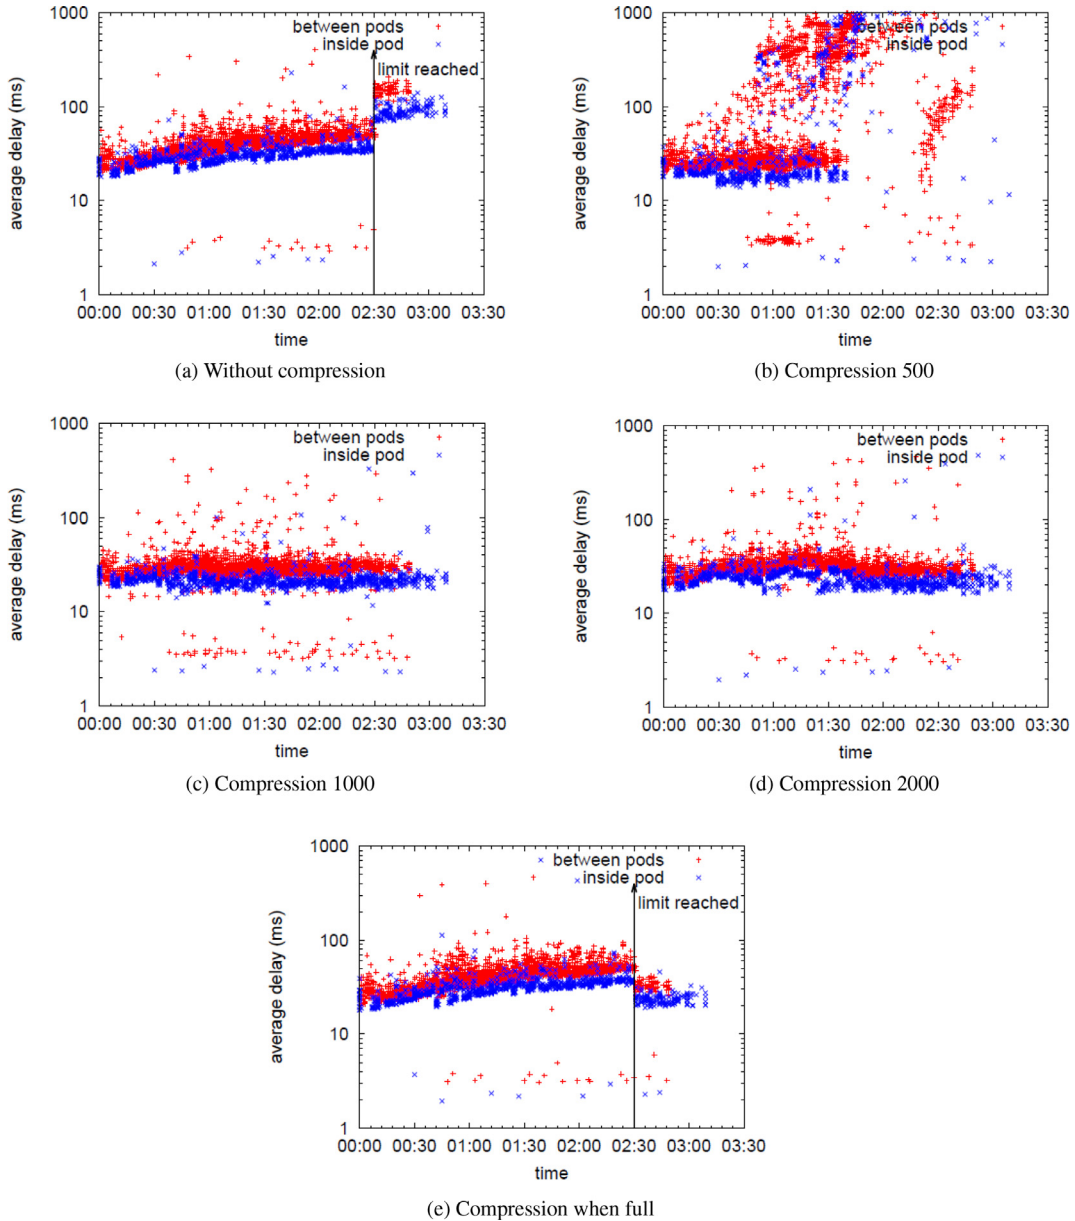 1000
100
10
1
average delay (ms)
between pods
inside pod
limit reached
00:00 00:30 01:00 01:30 02:00 02:30 03:00 03:30
time
(a) Without compression
1000
100
10
1
average delay (ms)
between pods
inside pod
00:00 00:30 01:00 01:30 02:00 02:30 03:00 03:30
time
(b) Compression 500
1000
100
10
1
average delay (ms)
between pods
inside pod
00:00 00:30 01:00 01:30 02:00 02:30 03:00 03:30
time
(c) Compression 1000
1000
100
10
1
average delay (ms)
between pods
inside pod
00:00 00:30 01:00 01:30 02:00 02:30 03:00 03:30
time
(d) Compression 2000
1000
100
10
1
average delay (ms)
between pods
inside pod
limit reached
00:00 00:30 01:00 01:30 02:00 02:30 03:00 03:30
time
(e) Compression when full